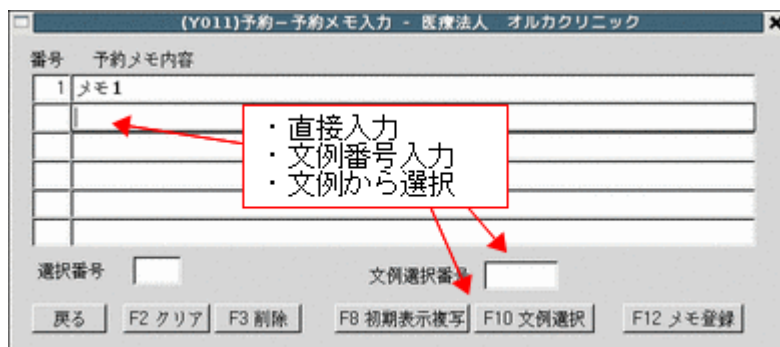 (Y011)予約－予約メモ入力 - 医療法人　オルカクリニック
番号　予約メモ内容
1 メモ1
・直接入力
・文例番号入力
・文例から選択
選択番号　文例選択番号
戻る　F2 クリア　F3 削除　F8 初期表示複写　F10 文例選択　F12 メモ登録